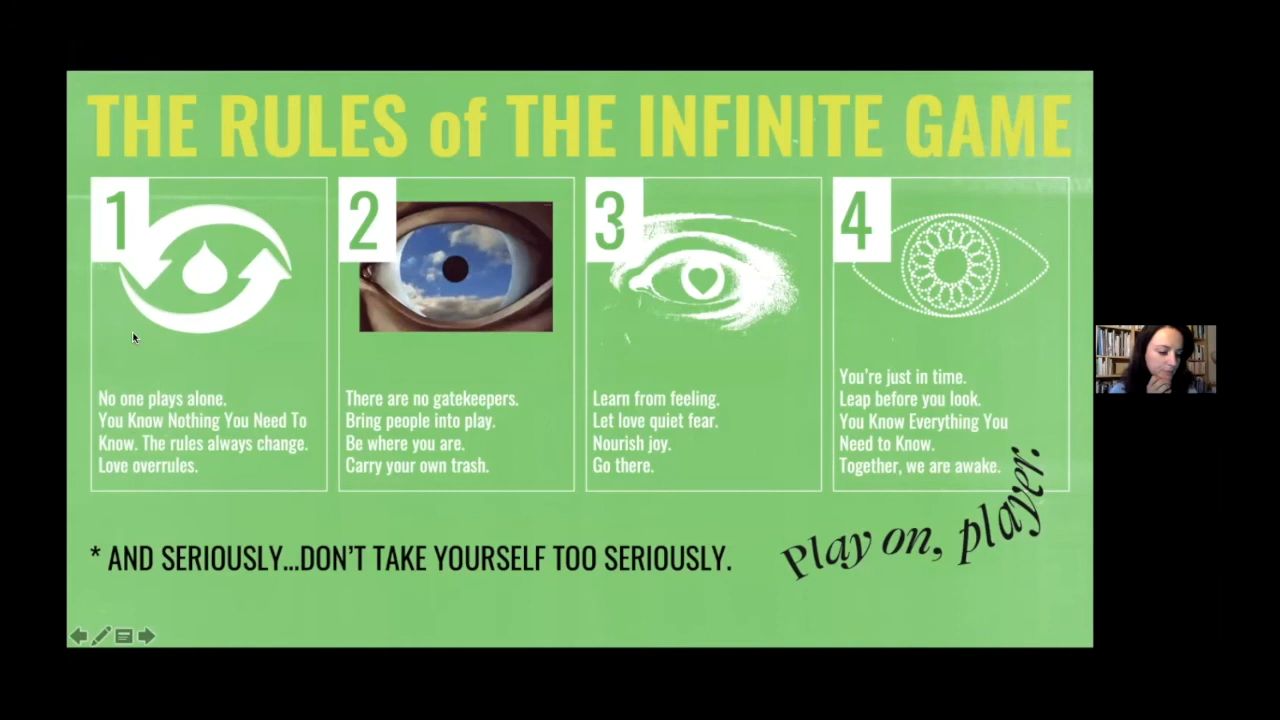 THE RULES of THE INFINITE GAME
1
No one plays alone.
You Know Nothing You Need To
Know. The rules always change.
Love overrules.
2
There are no gatekeepers.
Bring people into play.
Be where you are.
Carry your own trash.
3
Learn from feeling.
Let love quiet fear.
Nourish joy.
Go there.
4
You're just in time.
Leap before you look.
You Know Everything You
Need to Know.
Together, we are awake.
* AND SERIOUSLY...DON'T TAKE YOURSELF TOO SERIOUSLY.
Play on, player.